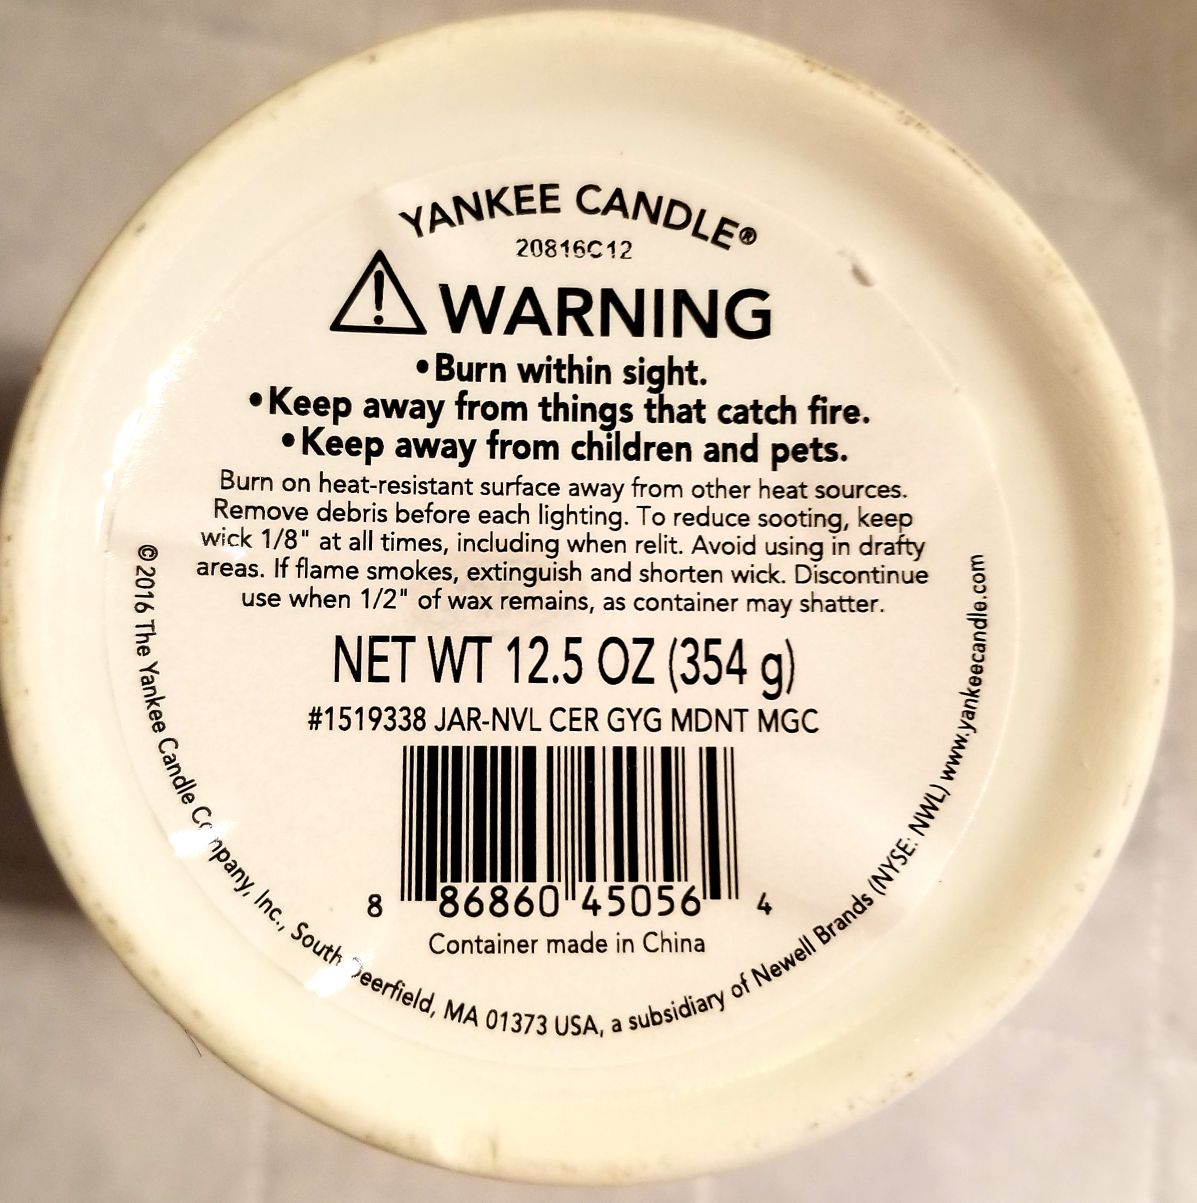 YANKEE CANDLE®
20816C12
WARNING
•Burn within sight.
•Keep away from things that catch fire.
•Keep away from children and pets.
Burn on heat-resistant surface away from other heat sources.
Remove debris before each lighting. To reduce sooting, keep
wick 1/8" at all times, including when relit. Avoid using in drafty
areas. If flame smokes, extinguish and shorten wick. Discontinue
use when 1/2" of wax remains, as container may shatter.
NET WT 12.5 OZ (354 g)
#1519338 JAR-NVL CER GYG MDNT MGC
8 86860 45056 4
Container made in China
©2016 The Yankee Candle Company, Inc., South Deerfield, MA 01373 USA, a subsidiary of Newell Brands (NYSE: NWL) www.yankeecandle.com